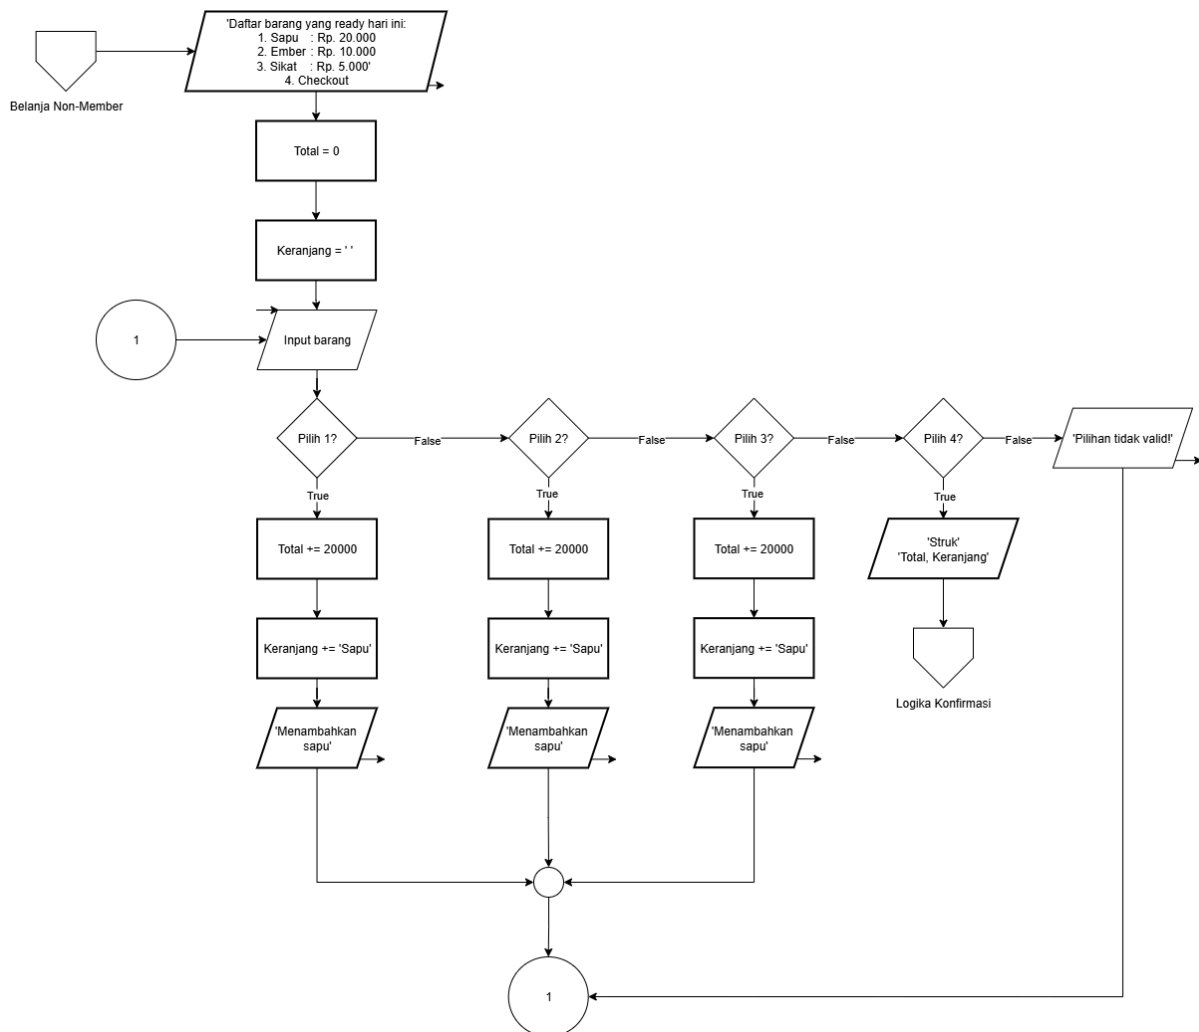 'Daftar barang yang ready hari ini:
1. Sapu : Rp. 20.000
2. Ember : Rp. 10.000
3. Sikat : Rp. 5.000'
4. Checkout
Belanja Non-Member
Total = 0
Keranjang = ' '
1
Input barang
Pilih 1?
False
Pilih 2?
False
Pilih 3?
False
Pilih 4?
False
'Pilihan tidak valid!'
True
True
True
True
Total += 20000
Total += 20000
Total += 20000
'Struk'
'Total, Keranjang'
Keranjang += 'Sapu'
Keranjang += 'Sapu'
Keranjang += 'Sapu'
Logika Konfirmasi
'Menambahkan
sapu'
'Menambahkan
sapu'
'Menambahkan
sapu'
1